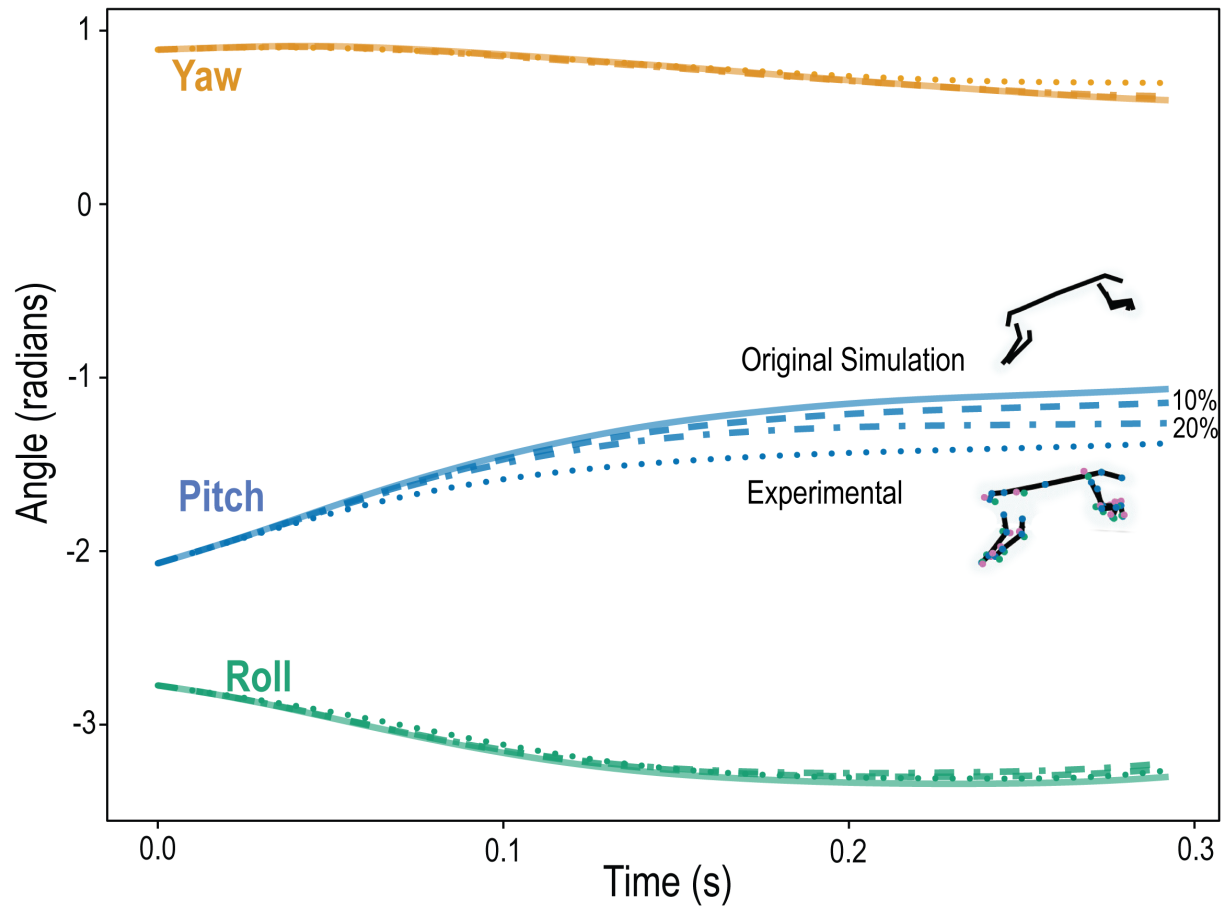 1
Yaw
0
Original Simulation
-1
10%
20%
Pitch
Experimental
-2
Roll
-3
Angle (radians)
0.0
0.1
0.2
0.3
Time (s)